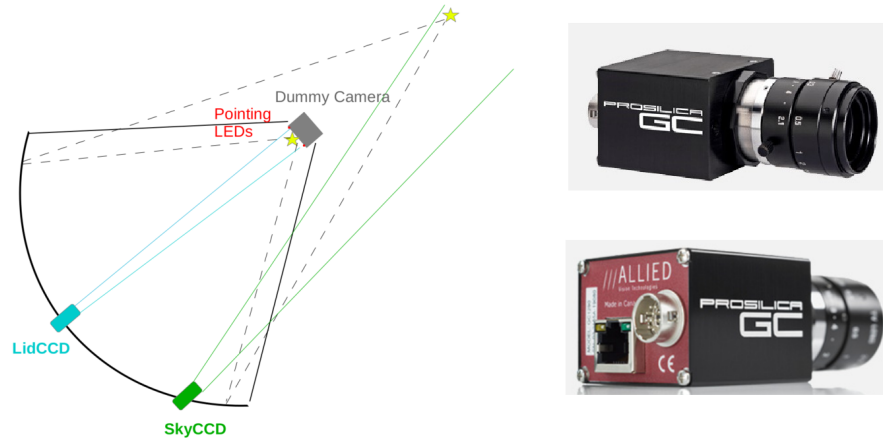 Dummy Camera
Pointing
LEDs
LidCCD
SkyCCD
PROSILICA
GC
///ALLIED
Vision Technologies
Made in Canada
CE
PROSILICA
GC